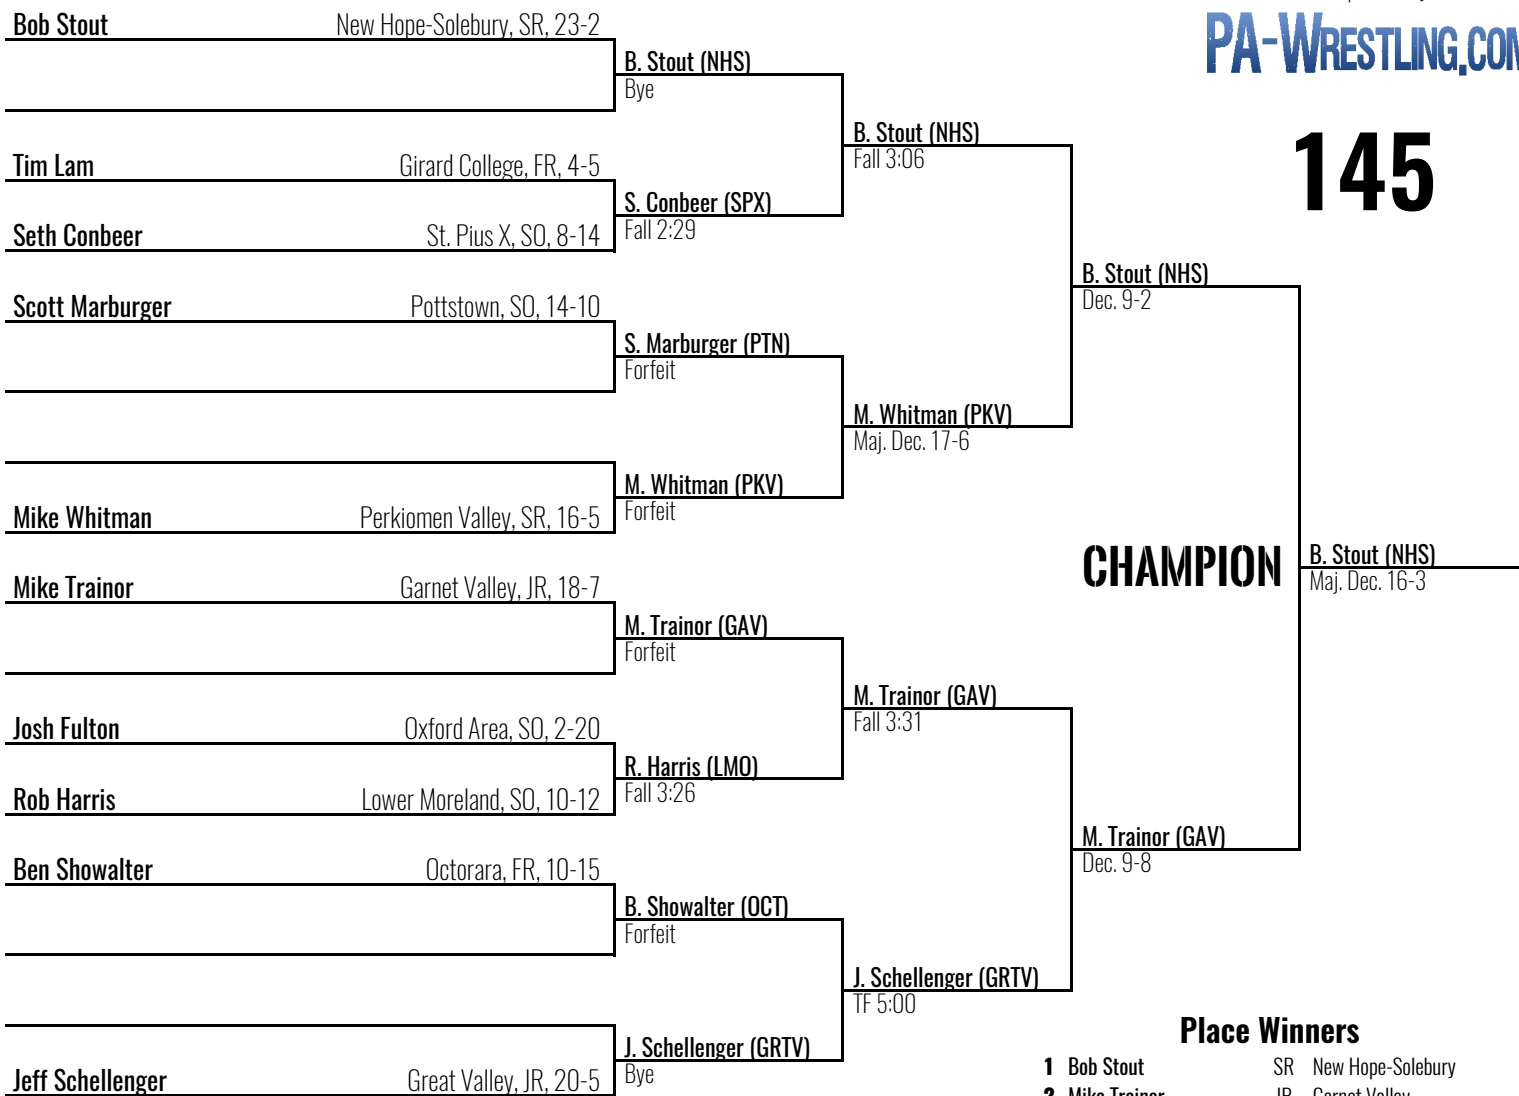 Bob Stout New Hope-Solebury, SR, 23-2
B. Stout (NHS)
Bye
PA-WRESTLING.COM
B. Stout (NHS)
Fall 3:06
145
Tim Lam Girard College, FR, 4-5
S. Conbeer (SPX)
Fall 2:29
Seth Conbeer St. Pius X, SO, 8-14
B. Stout (NHS)
Dec. 9-2
Scott Marburger Pottstown, SO, 14-10
S. Marburger (PTN)
Forfeit
M. Whitman (PKV)
Maj. Dec. 17-6
M. Whitman (PKV)
Forfeit
Mike Whitman Perkiomen Valley, SR, 16-5
CHAMPION
B. Stout (NHS)
Maj. Dec. 16-3
Mike Trainor Garnet Valley, JR, 18-7
M. Trainor (GAV)
Forfeit
M. Trainor (GAV)
Fall 3:31
Josh Fulton Oxford Area, SO, 2-20
R. Harris (LMO)
Fall 3:26
Rob Harris Lower Moreland, SO, 10-12
M. Trainor (GAV)
Dec. 9-8
Ben Showalter Octorara, FR, 10-15
B. Showalter (OCT)
Forfeit
J. Schellenger (GRTV)
TF 5:00
J. Schellenger (GRTV)
Bye
Jeff Schellenger Great Valley, JR, 20-5
Place Winners
1 Bob Stout SR New Hope-Solebury
2 Mike Trainor JR Garnet Valley